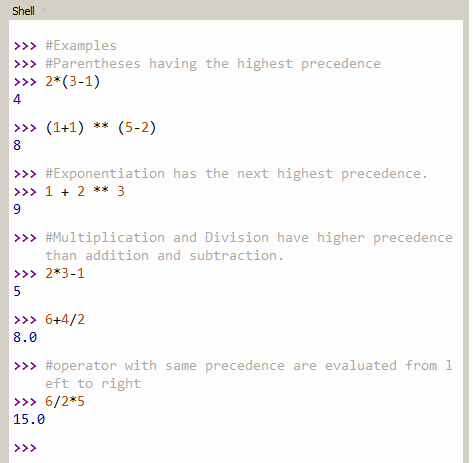 Shell
>>> #Examples
>>> #Parentheses having the highest precedence
>>> 2*(3-1)
4
>>> (1+1) ** (5-2)
8
>>> #Exponentiation has the next highest precedence.
>>> 1 + 2 ** 3
9
>>> #Multiplication and Division have higher precedence
than addition and subtraction.
>>> 2*3-1
5
>>> 6+4/2
8.0
>>> #operator with same precedence are evaluated from l
eft to right
>>> 6/2*5
15.0
>>>